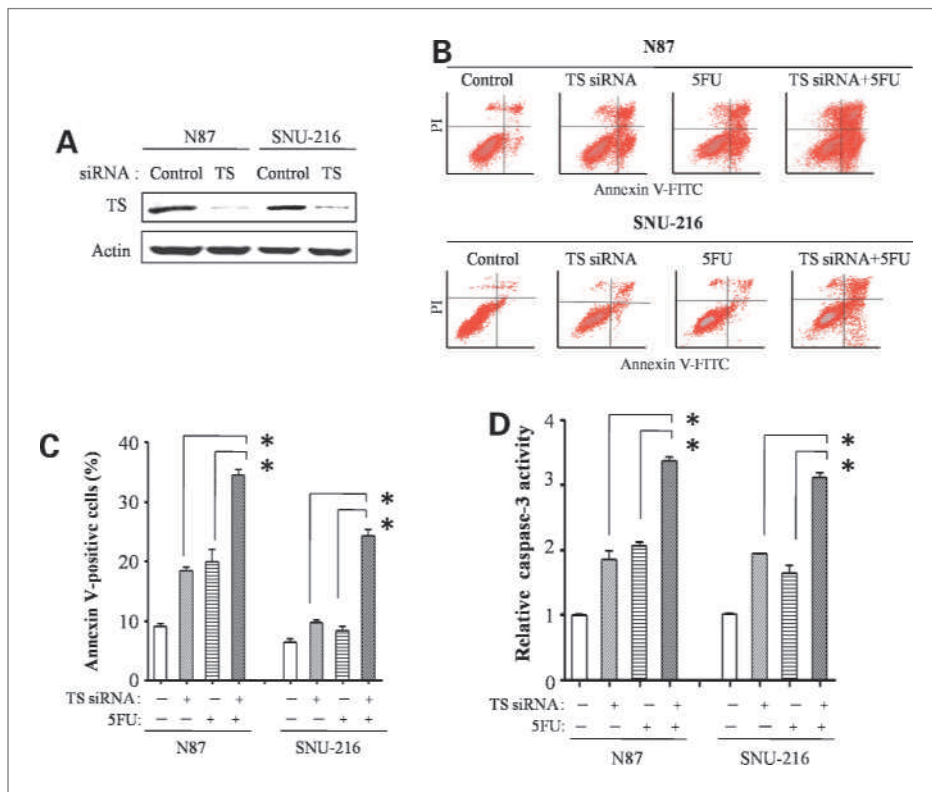 A
N87 SNU-216
siRNA : Control TS Control TS
TS
Actin
B
N87
Control TS siRNA 5FU TS siRNA+5FU
PI
Annexin V-FITC
SNU-216
Control TS siRNA 5FU TS siRNA+5FU
PI
Annexin V-FITC
C
Annexin V-positive cells (%)
40
30
20
10
0
* *
* *
TS siRNA: − + − + − + − +
5FU: − − + + − − + +
N87 SNU-216
D
Relative caspase-3 activity
4
3
2
1
0
* *
* *
TS siRNA: − + − + − + − +
5FU: − − + + − − + +
N87 SNU-216